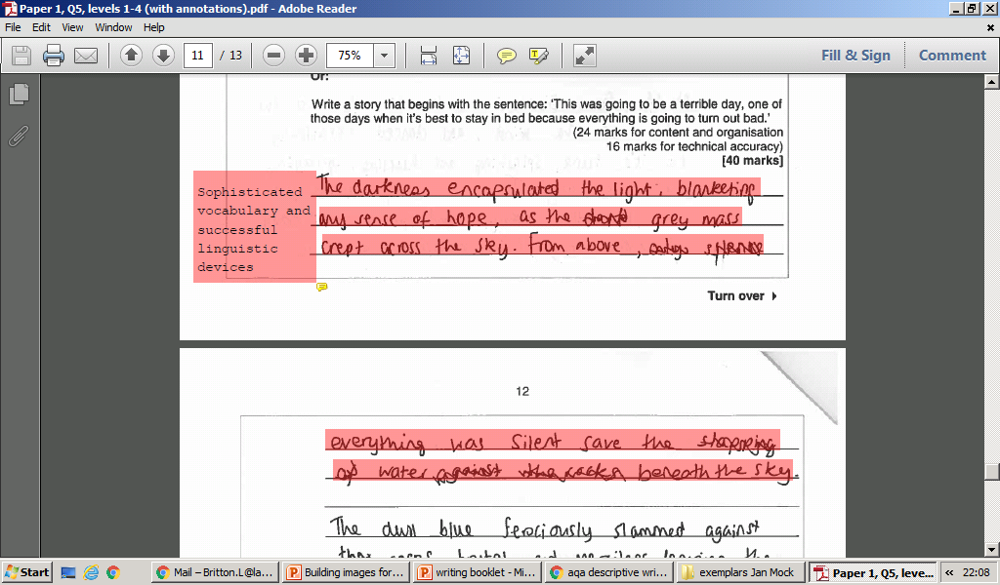 Paper 1, Q5, levels 1-4 (with annotations).pdf - Adobe Reader
File Edit View Window Help
11 / 13 75% Fill & Sign Comment
Or:
Write a story that begins with the sentence: 'This was going to be a terrible day, one of
those days when it's best to stay in bed because everything is going to turn out bad.'
(24 marks for content and organisation
16 marks for technical accuracy)
[40 marks]
Sophisticated
vocabulary and
successful
linguistic
devices
The darkness encapsulated the light, blanketing
any sense of hope, as the grey mass
crept across the sky. From above,
Turn over
12
everything was silent save the
of water against the rocks beneath the sky.
The dull blue ferociously slammed against
the
Start Mail – Britton.L@la... Building images for... writing booklet - Mi... aqa descriptive wri... exemplars Jan Mock Paper 1, Q5, leve... « 22:08